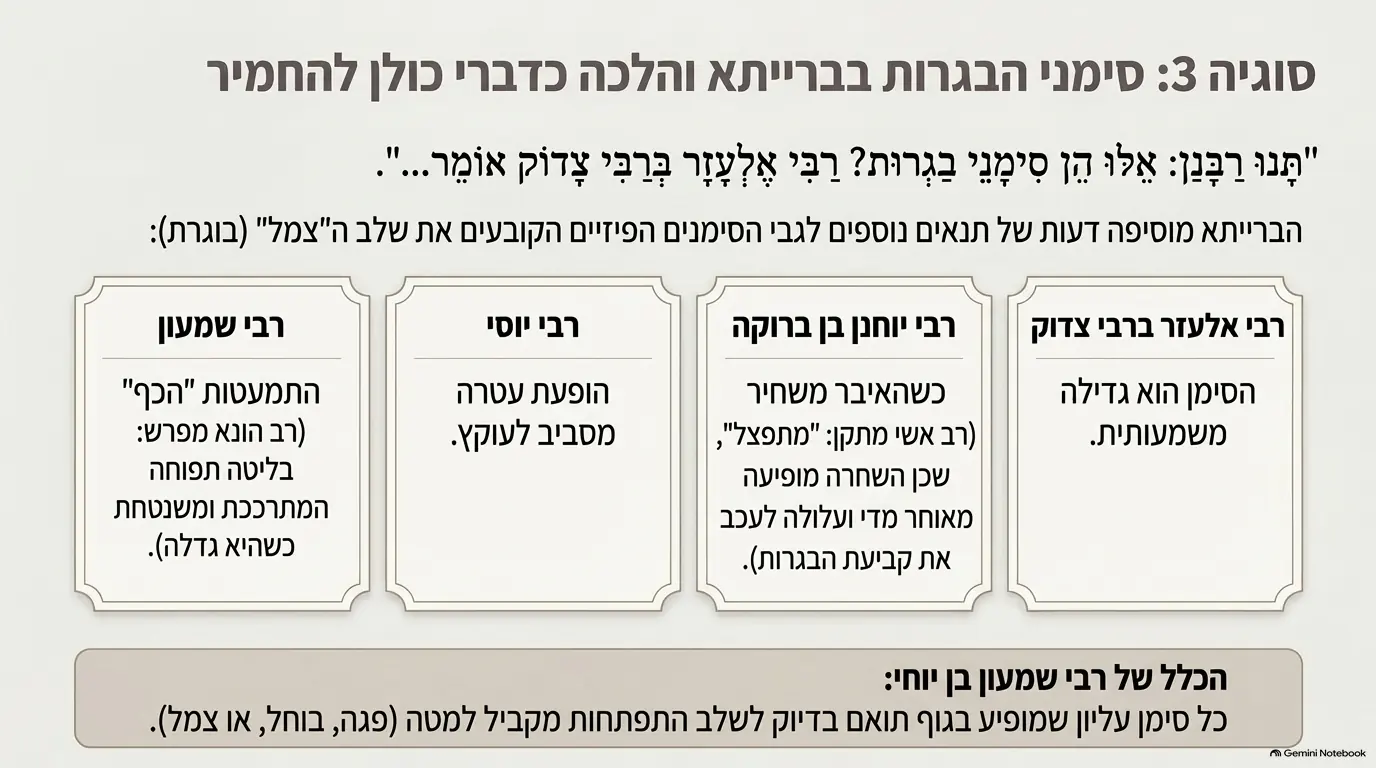 סוגיה 3: סימני הבגרות בברייתא והלכה כדברי כולן להחמיר
"תָּנוּ רַבָּנַן: אֵלּוּ הֵן סִימָנֵי בַגְרוּת? רַבִּי אֶלְעָזָר בְּרַבִּי צָדוֹק אוֹמֵר...".
הברייתא מוסיפה דעות של תנאים נוספים לגבי הסימנים הפיזיים הקובעים את שלב ה"צמל" (בוגרת):
רבי אלעזר ברבי צדוק
הסימן הוא גדילה
משמעותית.
רבי יוחנן בן ברוקה
כשהאיבר משחיר
(רב אשי מתקן: "מתפצל",
שכן השחרה מופיעה
מאוחר מדי ועלולה לעכב
את קביעת הבגרות).
רבי יוסי
הופעת עטרה
מסביב לעוקץ.
רבי שמעון
התמעטות "הכף"
(רב הונא מפרש:
בליטה תפוחה
המתרככת ומשנטחת
כשהיא גדלה).
הכלל של רבי שמעון בן יוחי:
כל סימן עליון שמופיע בגוף תואם בדיוק לשלב התפתחות מקביל למטה (פגה, בוחל, או צמל).
Gemini Notebook